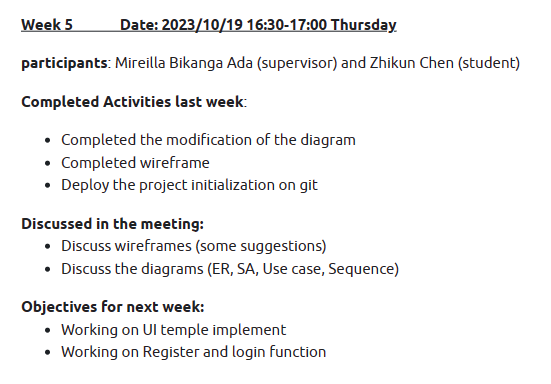 Week 5 Date: 2023/10/19 16:30-17:00 Thursday
participants: Mireilla Bikanga Ada (supervisor) and Zhikun Chen (student)
Completed Activities last week:
• Completed the modification of the diagram
• Completed wireframe
• Deploy the project initialization on git
Discussed in the meeting:
• Discuss wireframes (some suggestions)
• Discuss the diagrams (ER, SA, Use case, Sequence)
Objectives for next week:
• Working on UI temple implement
• Working on Register and login function